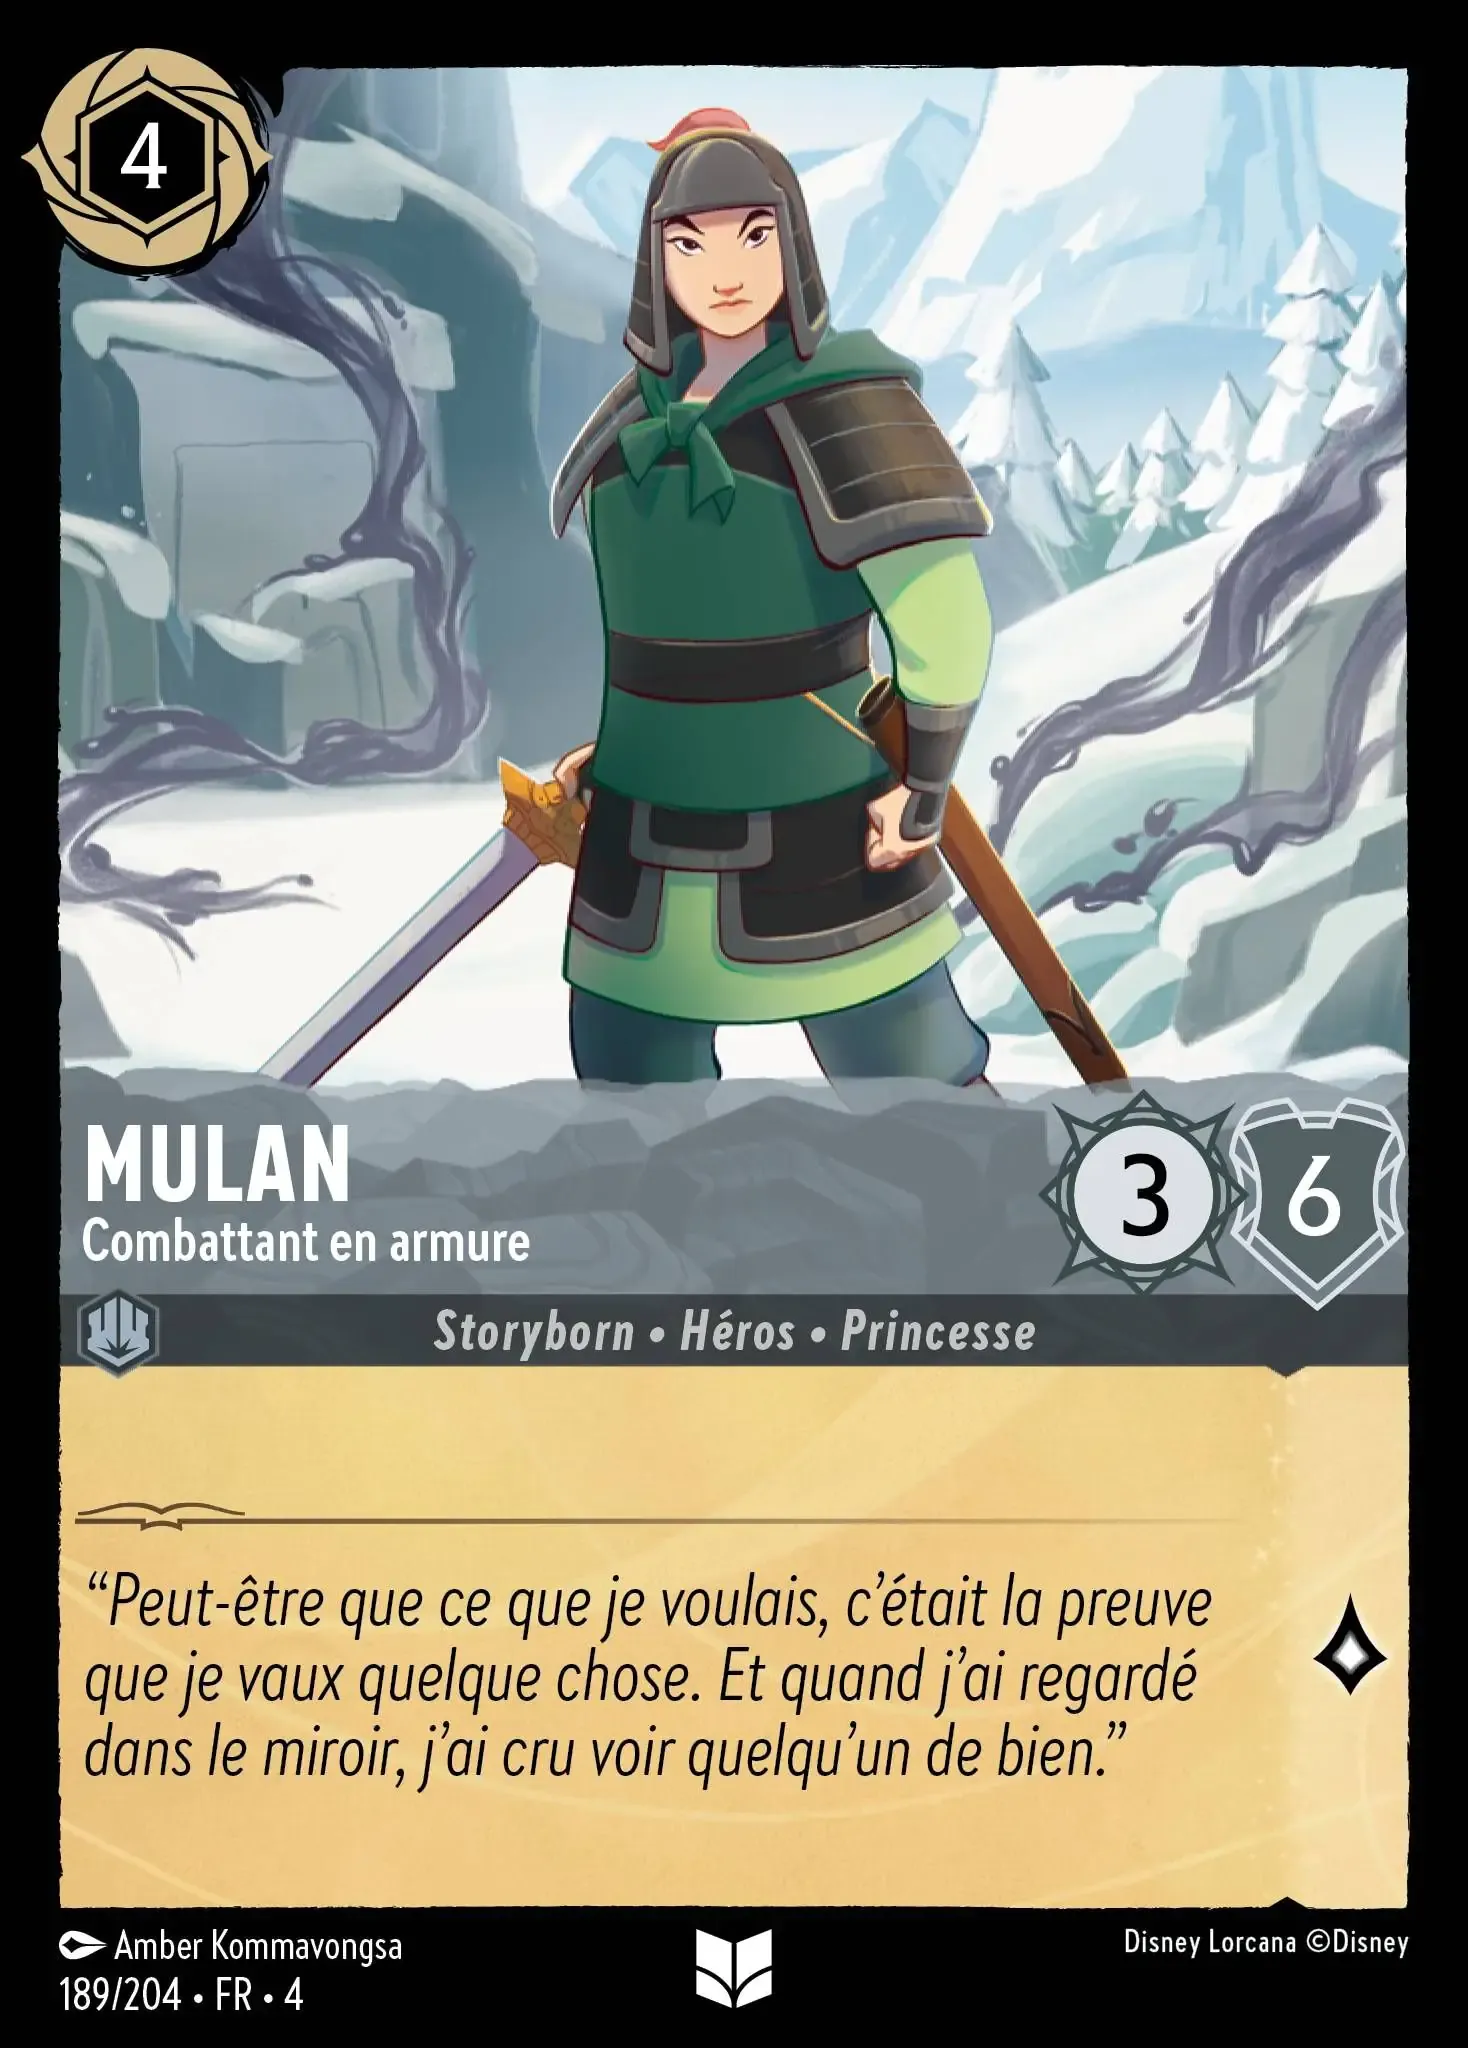 4
MULAN
Combattant en armure
3
6
Storyborn • Héros • Princesse
“Peut-être que ce que je voulais, c’était la preuve
que je vaux quelque chose. Et quand j’ai regardé
dans le miroir, j’ai cru voir quelqu’un de bien.”
Amber Kommavongsa
189/204 • FR • 4
Disney Lorcana ©Disney